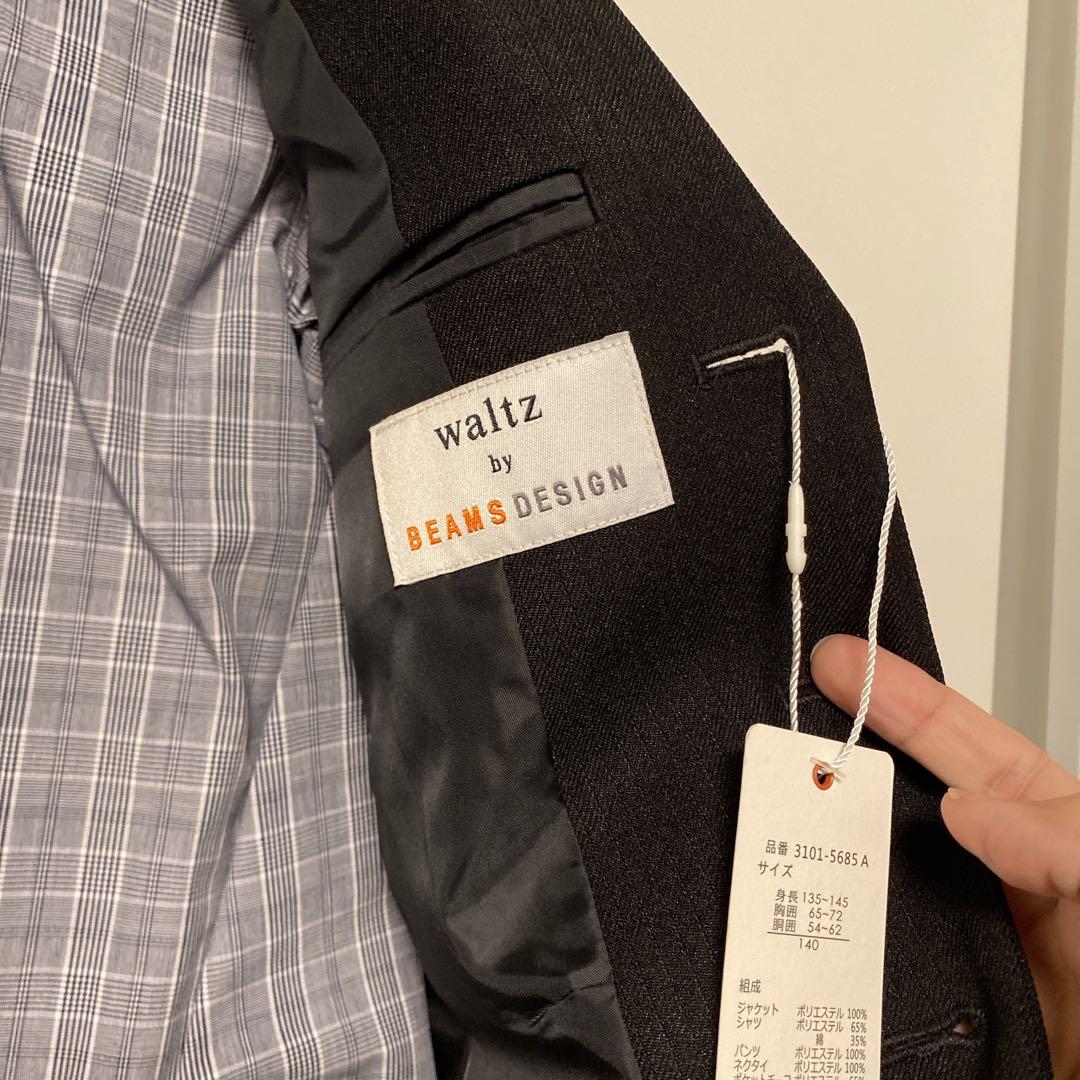 waltz
by
BEAMS DESIGN
品番 3101-5685 A
サイズ
身長 135~145
胸囲 65~72
胴囲 54~62
140
組成
ジャケット ポリエステル 100%
シャツ ポリエステル 65%
綿 35%
パンツ ポリエステル 100%
ネクタイ ポリエステル 100%